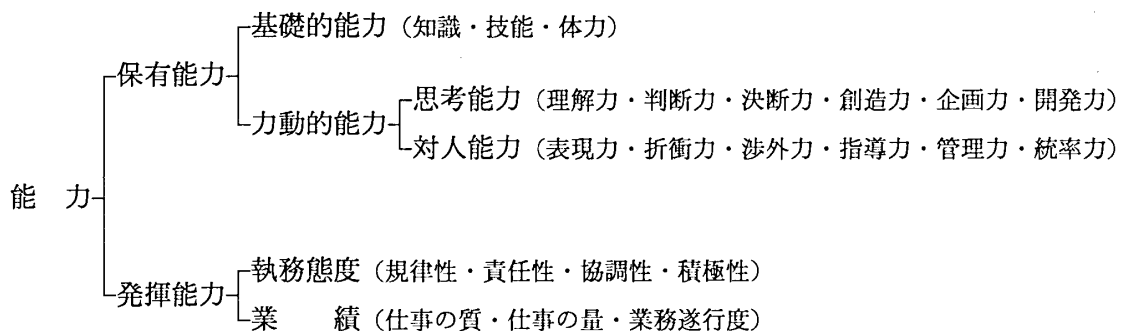 基礎的能力（知識・技能・体力）
保有能力
思考能力（理解力・判断力・決断力・創造力・企画力・開発力）
力動的能力
対人能力（表現力・折衝力・渉外力・指導力・管理力・統率力）
能　力
執務態度（規律性・責任性・協調性・積極性）
発揮能力
業　　績（仕事の質・仕事の量・業務遂行度）